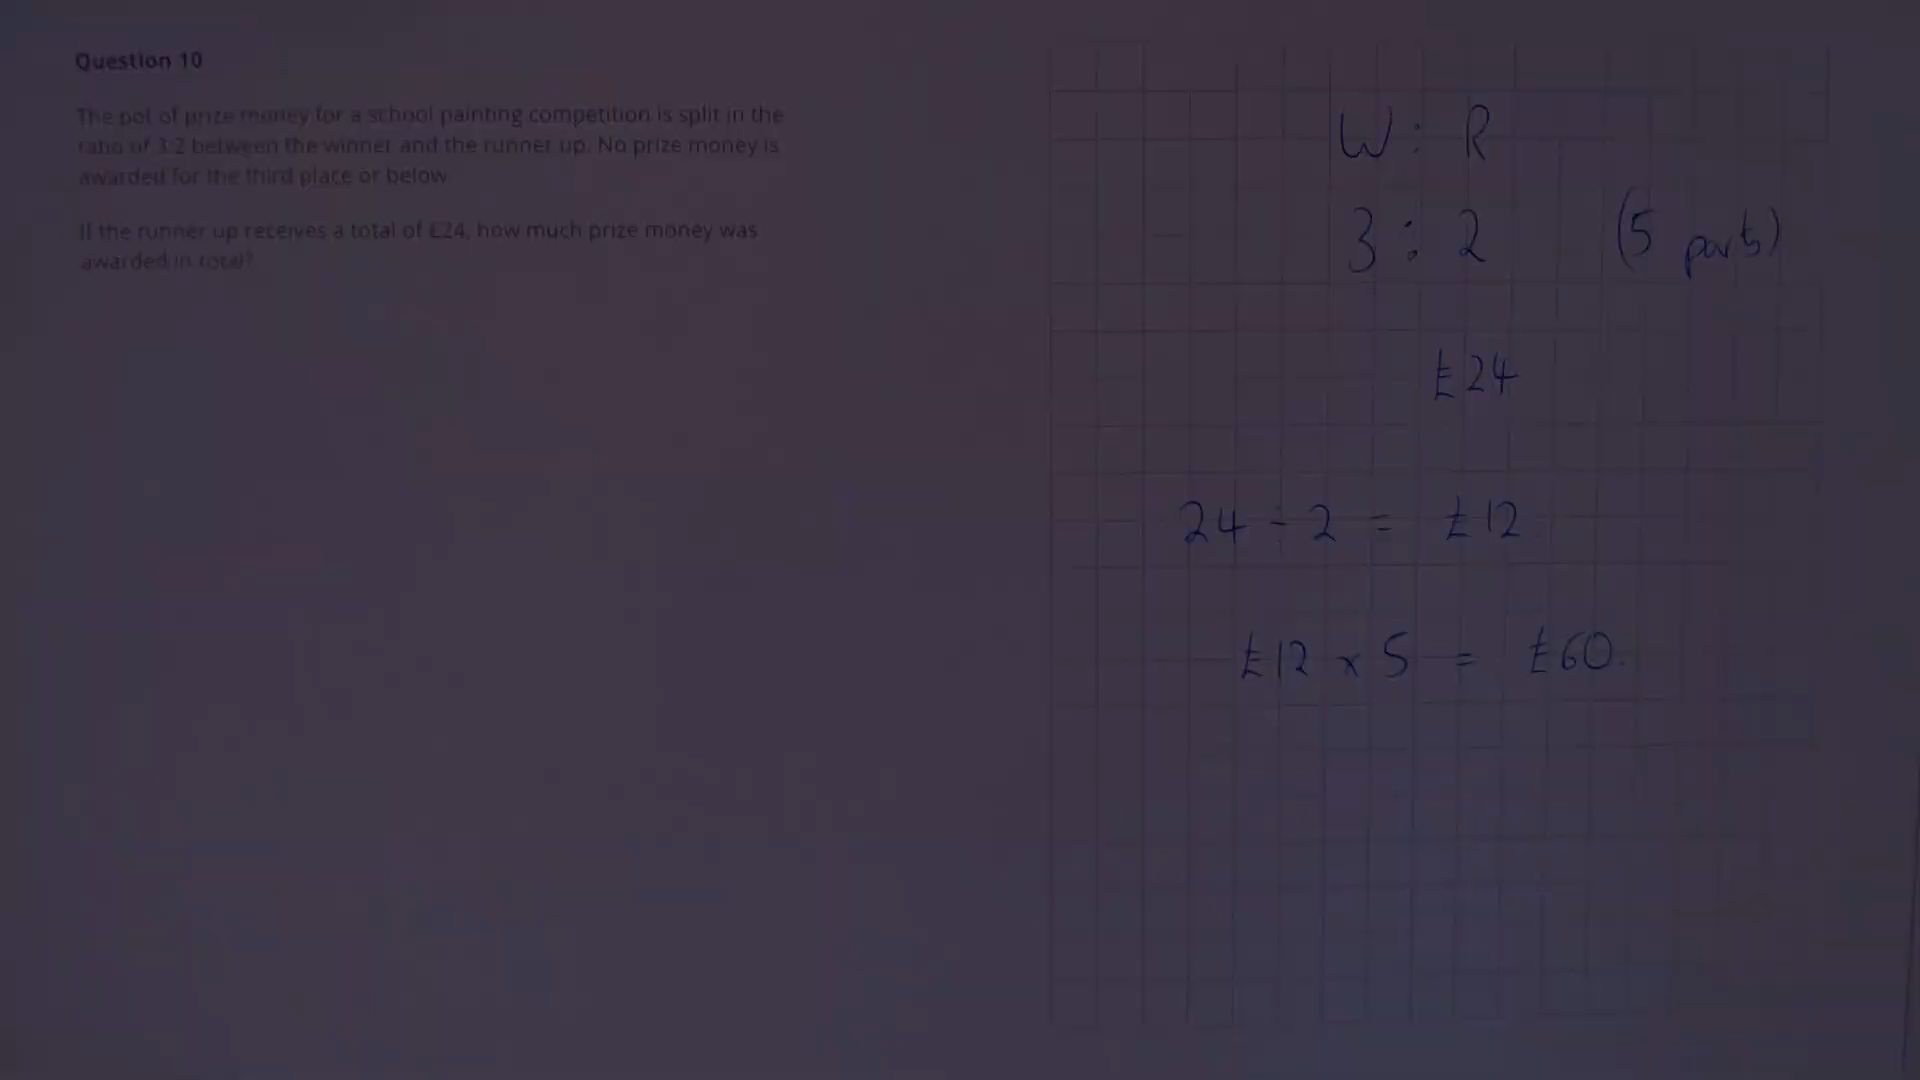 Question 10
The pot of prize money for a school painting competition is split in the
ratio of 3:2 between the winner and the runner up. No prize money is
awarded for the third place or below.
If the runner up receives a total of £24, how much prize money was
awarded in total?
W : R
3 : 2 (5 parts)
£24
24 ÷ 2 = £12
£12 x 5 = £60.